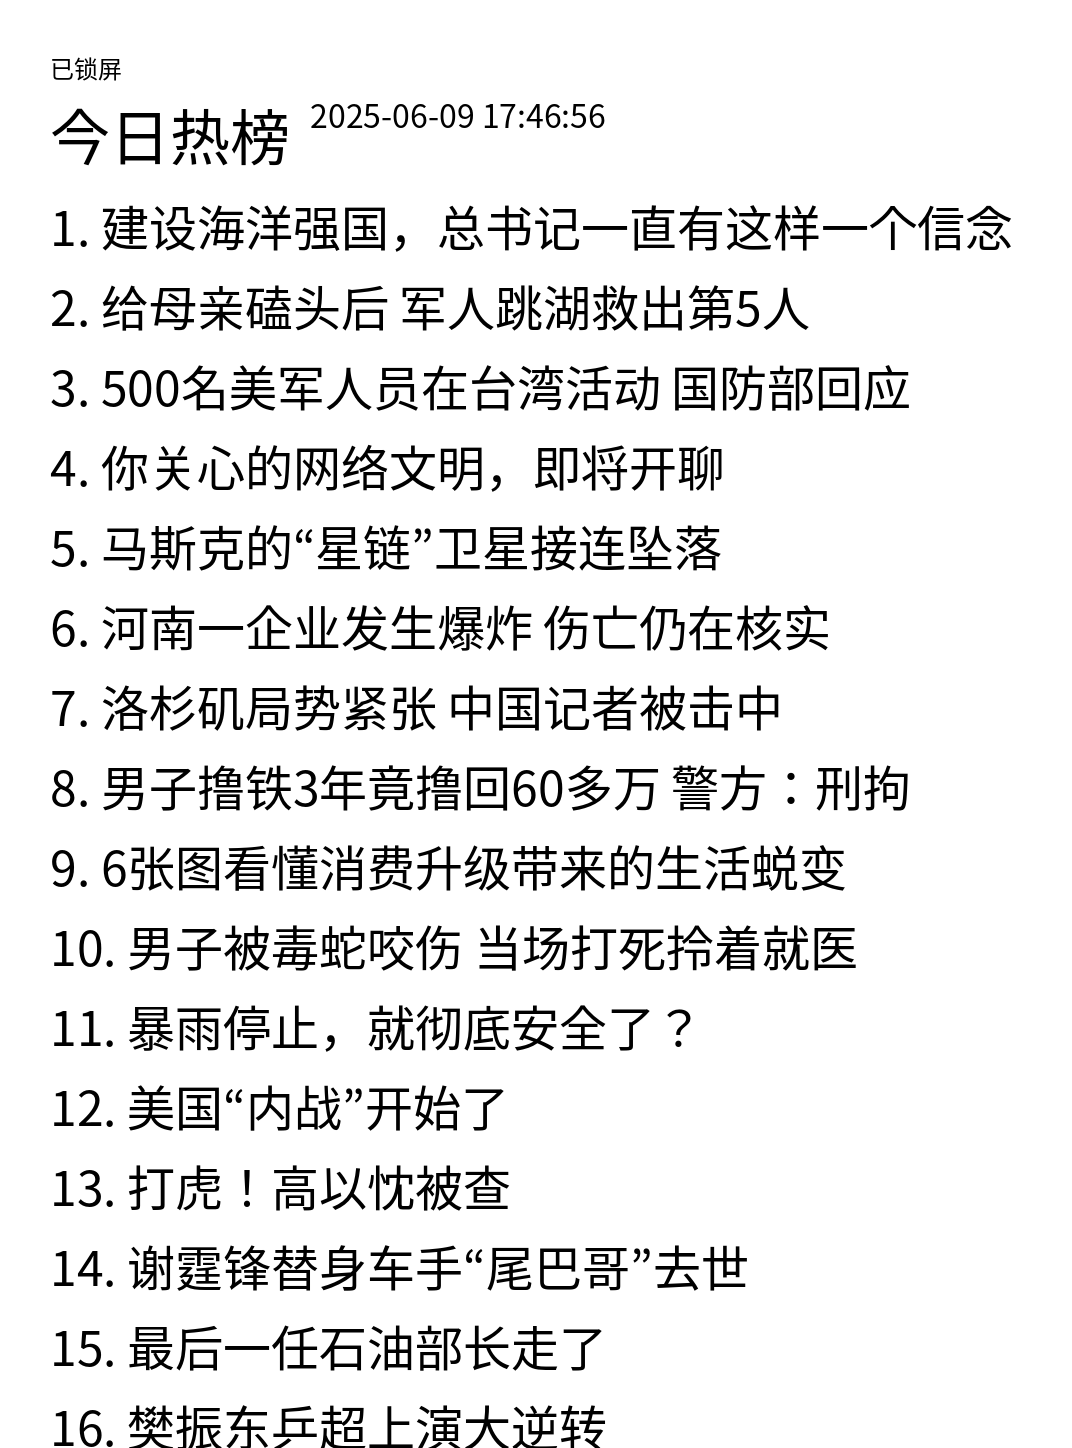 已锁屏
今日热榜 2025-06-09 17:46:56
1. 建设海洋强国，总书记一直有这样一个信念
2. 给母亲磕头后 军人跳湖救出第5人
3. 500名美军人员在台湾活动 国防部回应
4. 你关心的网络文明，即将开聊
5. 马斯克的“星链”卫星接连坠落
6. 河南一企业发生爆炸 伤亡仍在核实
7. 洛杉矶局势紧张 中国记者被击中
8. 男子撸铁3年竟撸回60多万 警方：刑拘
9. 6张图看懂消费升级带来的生活蜕变
10. 男子被毒蛇咬伤 当场打死拎着就医
11. 暴雨停止，就彻底安全了？
12. 美国“内战”开始了
13. 打虎！高以忱被查
14. 谢霆锋替身车手“尾巴哥”去世
15. 最后一任石油部长走了
16. 樊振东乒超上演大逆转